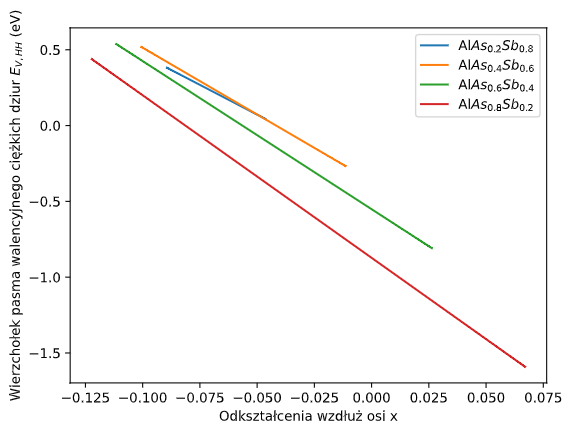 AlAs0.2Sb0.8
AlAs0.4Sb0.6
AlAs0.6Sb0.4
AlAs0.8Sb0.2
Wierzchołek pasma walencyjnego ciężkich dziur EV, HH (eV)
0.5
0.0
−0.5
−1.0
−1.5
−0.125 −0.100 −0.075 −0.050 −0.025 0.000 0.025 0.050 0.075
Odkształcenia wzdłuż osi x